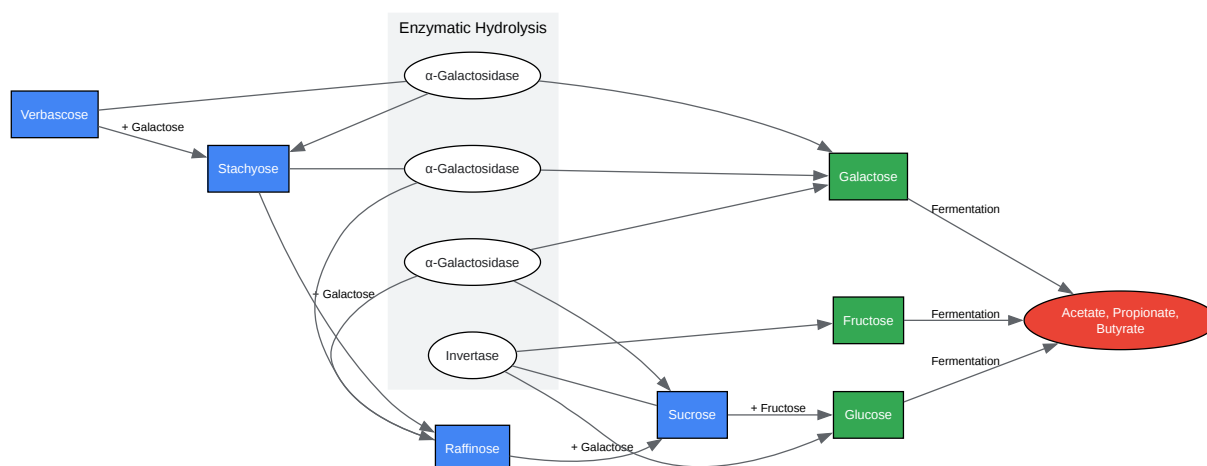 Enzymatic Hydrolysis
α-Galactosidase
Verbascose
+ Galactose
Stachyose
α-Galactosidase
Galactose
Fermentation
α-Galactosidase
+ Galactose
Fructose
Fermentation
Acetate, Propionate,
Butyrate
Invertase
Fermentation
Sucrose
+ Fructose
Glucose
Raffinose
+ Galactose